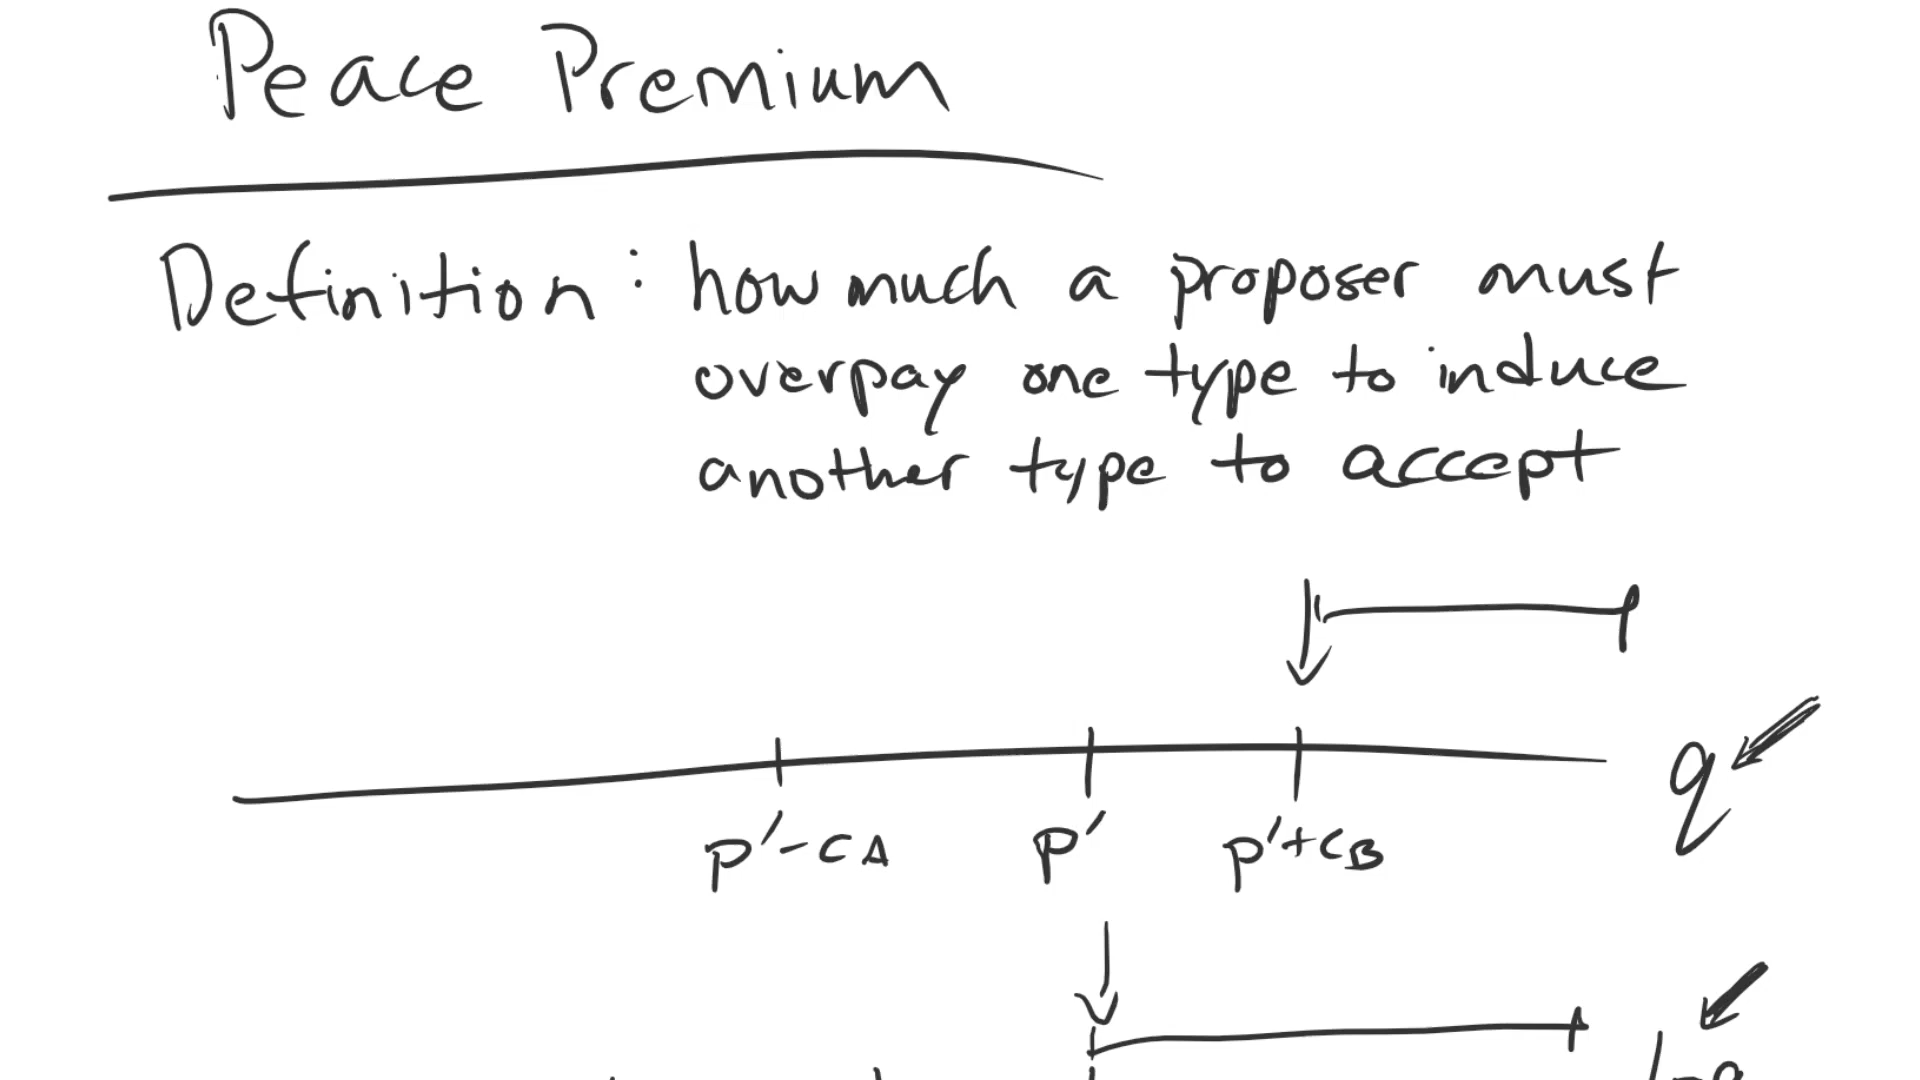 Peace Premium
Definition: how much a proposer must
overpay one type to induce
another type to accept
q
p'-cA p' p'+cB